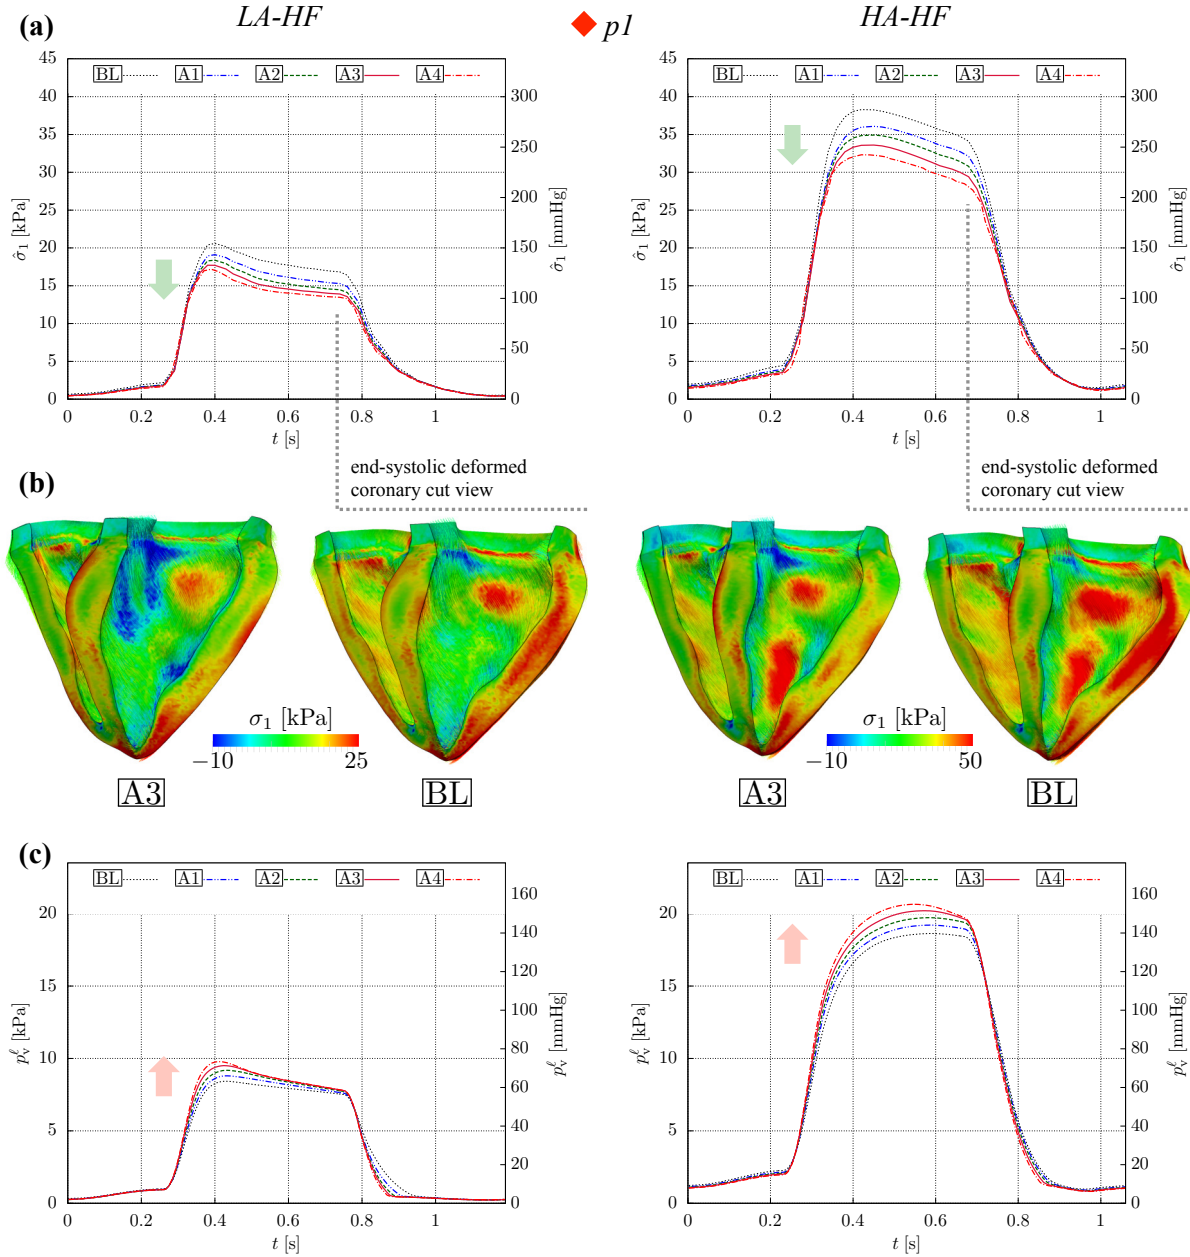 (a)
LA-HF
p1
HA-HF
BL A1 A2 A3 A4
45
40
35
30
25
20
15
10
5
0
300
250
200
150
100
50
0
σ̂₁ [kPa]
σ̂₁ [mmHg]
0 0.2 0.4 0.6 0.8 1
t [s]
BL A1 A2 A3 A4
45
40
35
30
25
20
15
10
5
0
300
250
200
150
100
50
0
σ̂₁ [kPa]
σ̂₁ [mmHg]
0 0.2 0.4 0.6 0.8 1
t [s]
(b)
end-systolic deformed
coronary cut view
end-systolic deformed
coronary cut view
σ₁ [kPa]
−10 25
A3
BL
σ₁ [kPa]
−10 50
A3
BL
(c)
BL A1 A2 A3 A4
20
15
10
5
0
160
140
120
100
80
60
40
20
0
pᵥˡ [kPa]
pᵥˡ [mmHg]
0 0.2 0.4 0.6 0.8 1
t [s]
BL A1 A2 A3 A4
20
15
10
5
0
160
140
120
100
80
60
40
20
0
pᵥˡ [kPa]
pᵥˡ [mmHg]
0 0.2 0.4 0.6 0.8 1
t [s]